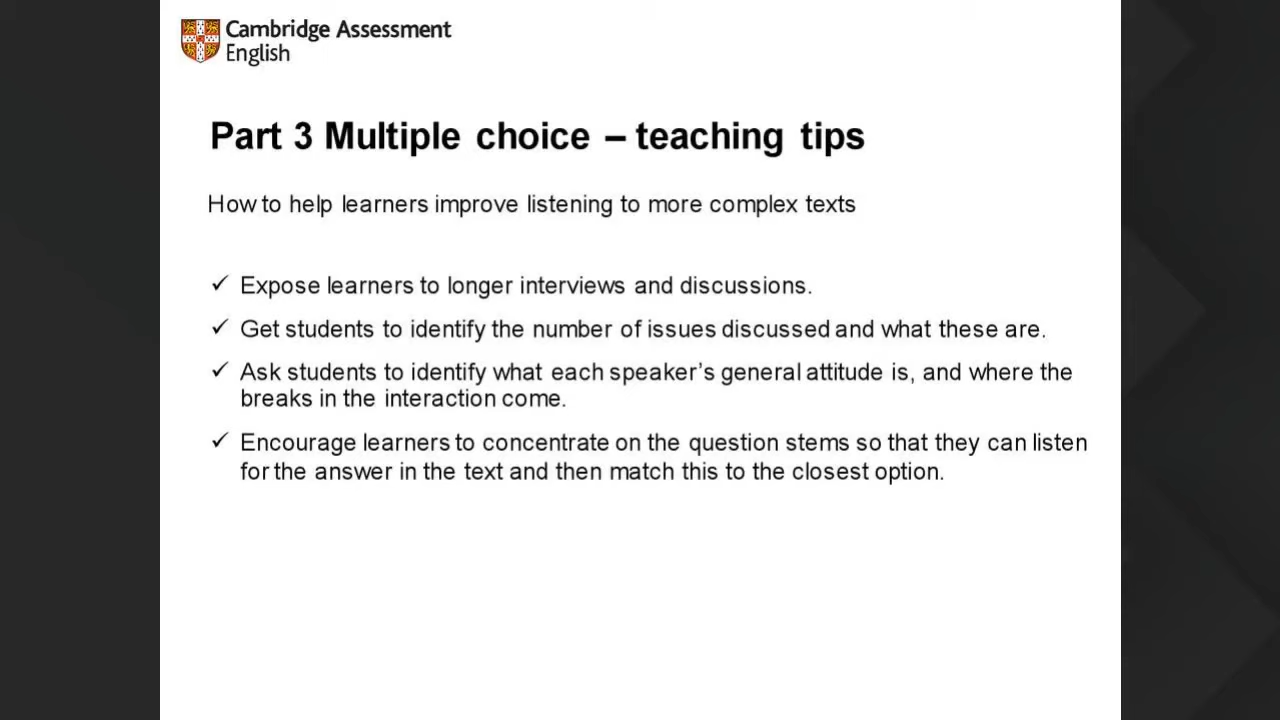 Cambridge Assessment
English
Part 3 Multiple choice – teaching tips
How to help learners improve listening to more complex texts
✓ Expose learners to longer interviews and discussions.
✓ Get students to identify the number of issues discussed and what these are.
✓ Ask students to identify what each speaker’s general attitude is, and where the
breaks in the interaction come.
✓ Encourage learners to concentrate on the question stems so that they can listen
for the answer in the text and then match this to the closest option.